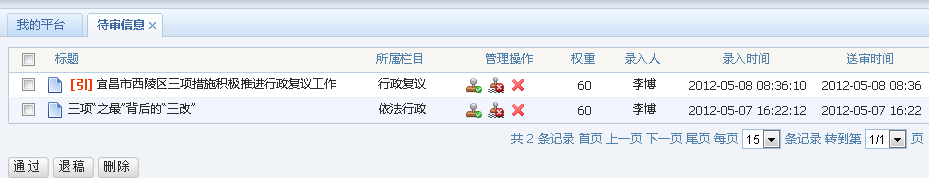 我的平台 待审信息
标题 所属栏目 管理操作 权重 录入人 录入时间 送审时间
[引] 宜昌市西陵区三项措施积极推进行政复议工作 行政复议 60 李博 2012-05-08 08:36:10 2012-05-08 08:36
三项“之最”背后的“三改” 依法行政 60 李博 2012-05-07 16:22:12 2012-05-07 16:22
共 2 条记录 首页 上一页 下一页 尾页 每页 15 条记录 转到第 1/1 页
通过 退稿 删除